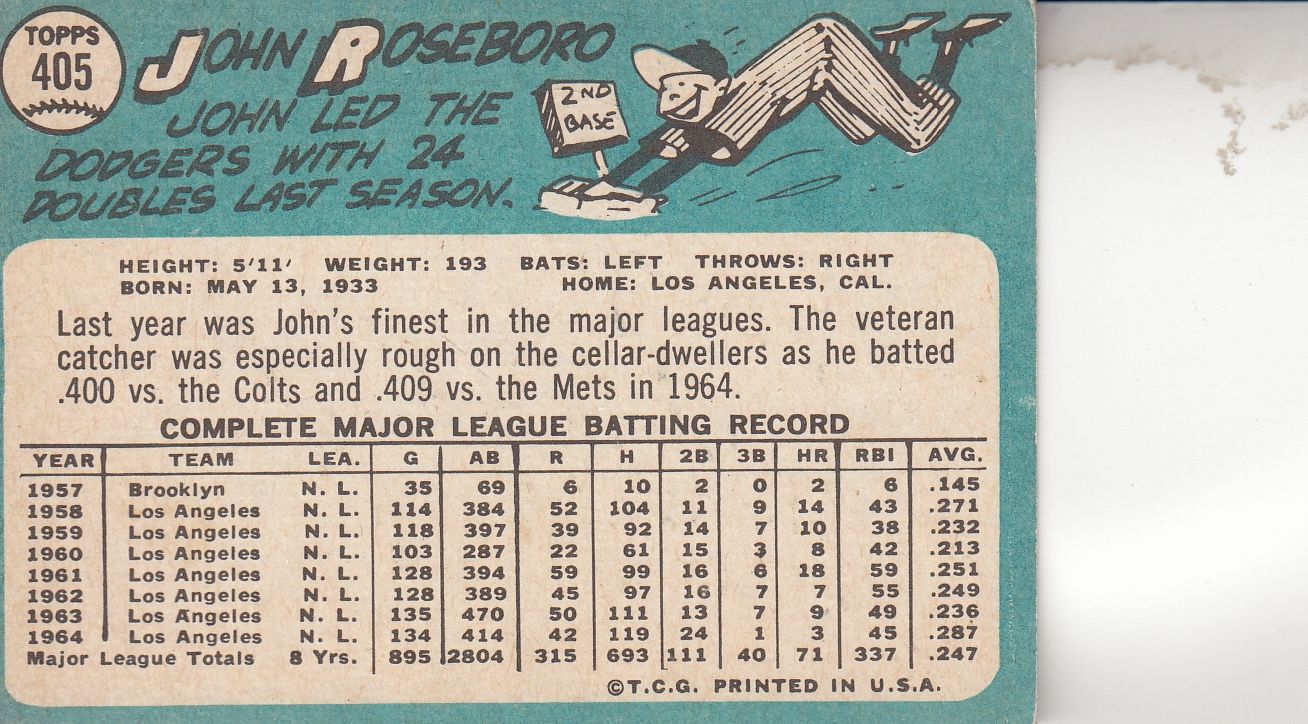 TOPPS
405
JOHN ROSEBORO
JOHN LED THE
DODGERS WITH 24
DOUBLES LAST SEASON.
2ND
BASE
HEIGHT: 5'11' WEIGHT: 193 BATS: LEFT THROWS: RIGHT
BORN: MAY 13, 1933 HOME: LOS ANGELES, CAL.
Last year was John's finest in the major leagues. The veteran
catcher was especially rough on the cellar-dwellers as he batted
.400 vs. the Colts and .409 vs. the Mets in 1964.
COMPLETE MAJOR LEAGUE BATTING RECORD
YEAR TEAM LEA. G AB R H 2B 3B HR RBI AVG.
1957 Brooklyn N. L. 35 69 6 10 2 0 2 6 .145
1958 Los Angeles N. L. 114 384 52 104 11 9 14 43 .271
1959 Los Angeles N. L. 118 397 39 92 14 7 10 38 .232
1960 Los Angeles N. L. 103 287 22 61 15 3 8 42 .213
1961 Los Angeles N. L. 128 394 59 99 16 6 18 59 .251
1962 Los Angeles N. L. 128 389 45 97 16 7 7 55 .249
1963 Los Angeles N. L. 135 470 50 111 13 7 9 49 .236
1964 Los Angeles N. L. 134 414 42 119 24 1 3 45 .287
Major League Totals 8 Yrs. 895 2804 315 693 111 40 71 337 .247
©T.C.G. PRINTED IN U.S.A.